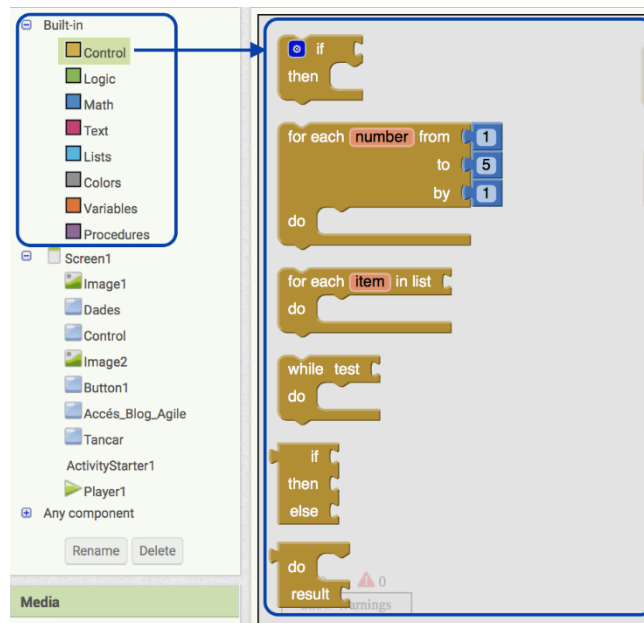 Built-in
Control
Logic
Math
Text
Lists
Colors
Variables
Procedures
Screen1
Image1
Dades
Control
Image2
Button1
Accés_Blog_Agile
Tancar
ActivityStarter1
Player1
Any component
Rename Delete
Media
if
then
for each number from 1
to 5
by 1
do
for each item in list
do
while test
do
if
then
else
do
0
result
Warnings